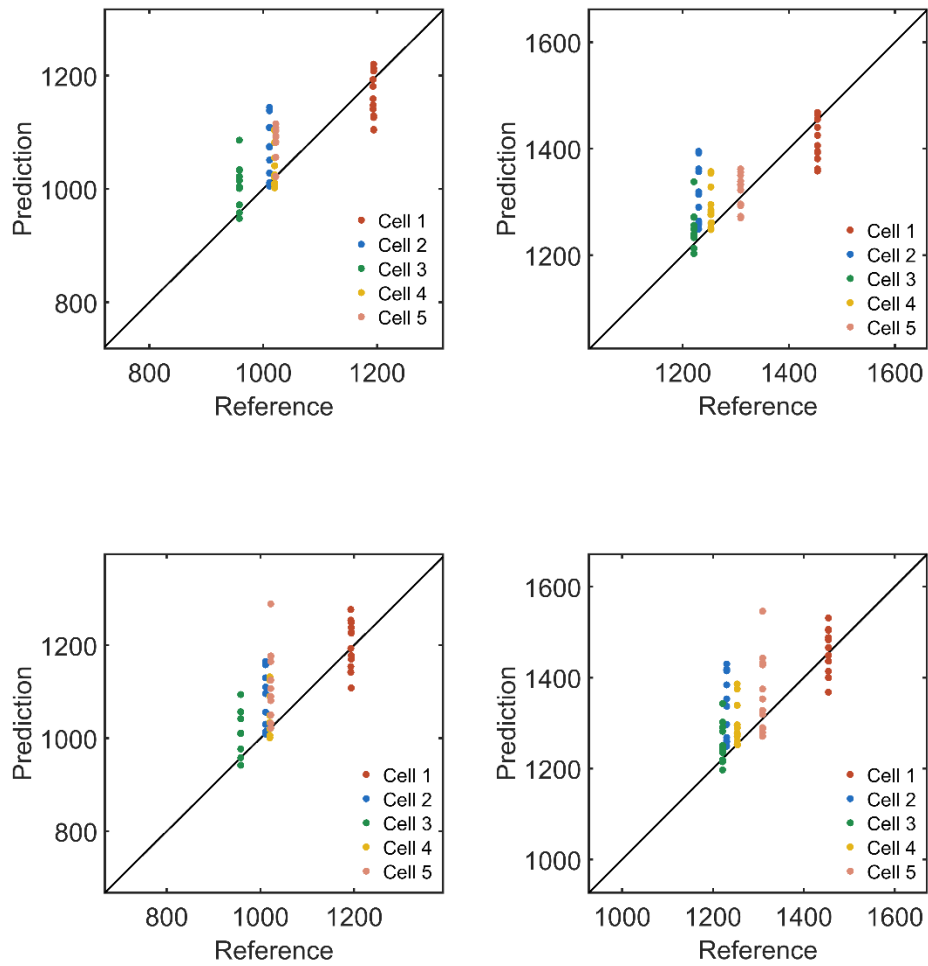 Prediction
1200
1000
800
Cell 1
Cell 2
Cell 3
Cell 4
Cell 5
800 1000 1200
Reference
Prediction
1600
1400
1200
Cell 1
Cell 2
Cell 3
Cell 4
Cell 5
1200 1400 1600
Reference
Prediction
1200
1000
800
Cell 1
Cell 2
Cell 3
Cell 4
Cell 5
800 1000 1200
Reference
Prediction
1600
1400
1200
1000
Cell 1
Cell 2
Cell 3
Cell 4
Cell 5
1000 1200 1400 1600
Reference